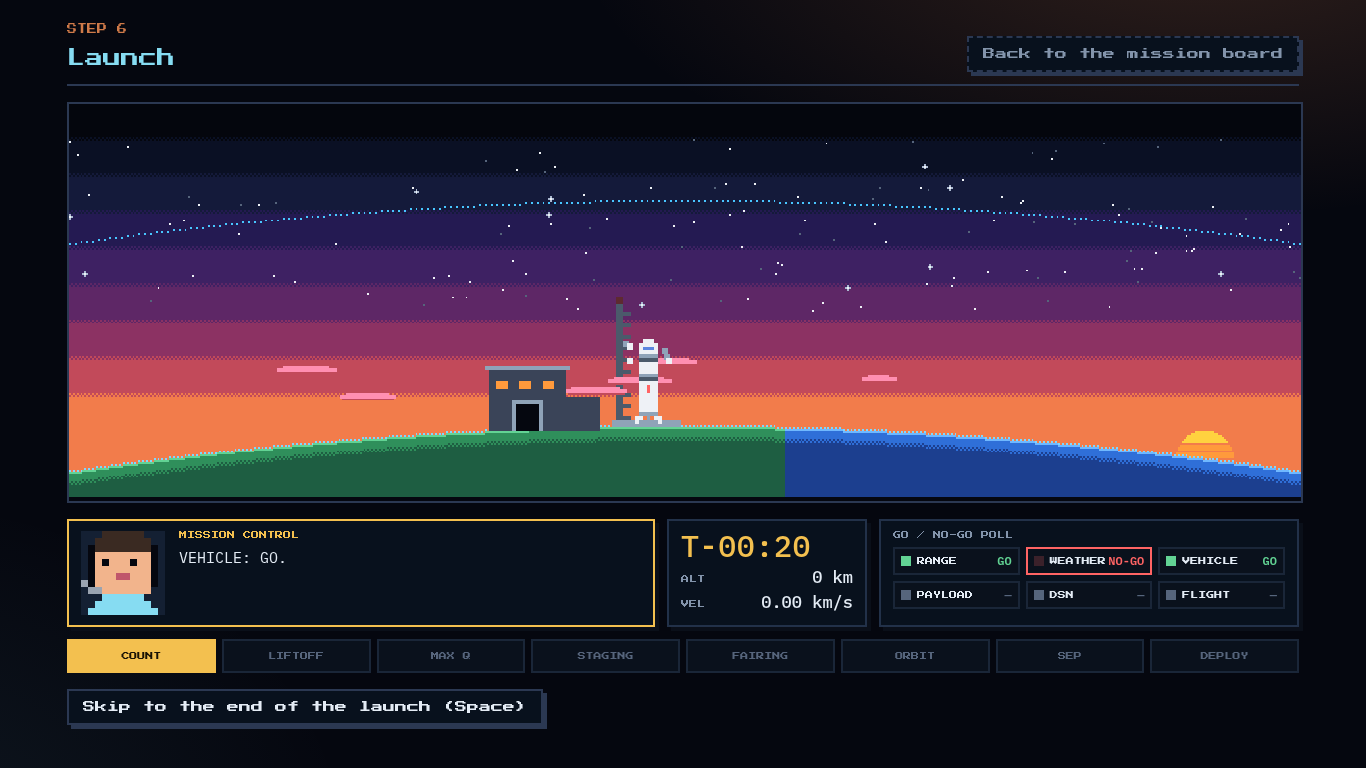 STEP 6
Launch
Back to the mission board
MISSION CONTROL
VEHICLE: GO.
T-00:20
ALT 0 km
VEL 0.00 km/s
GO / NO-GO POLL
RANGE GO
WEATHER NO-GO
VEHICLE GO
PAYLOAD —
DSN —
FLIGHT —
COUNT
LIFTOFF
MAX Q
STAGING
FAIRING
ORBIT
SEP
DEPLOY
Skip to the end of the launch (Space)